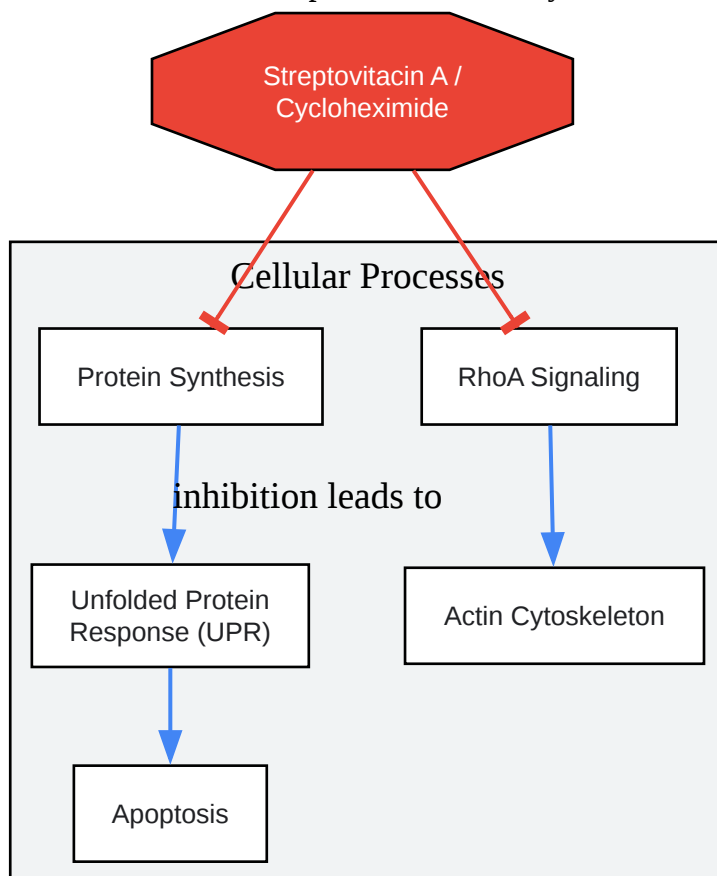 Streptovitacin A /
Cycloheximide
Cellular Processes
Protein Synthesis
RhoA Signaling
inhibition leads to
Unfolded Protein
Response (UPR)
Actin Cytoskeleton
Apoptosis